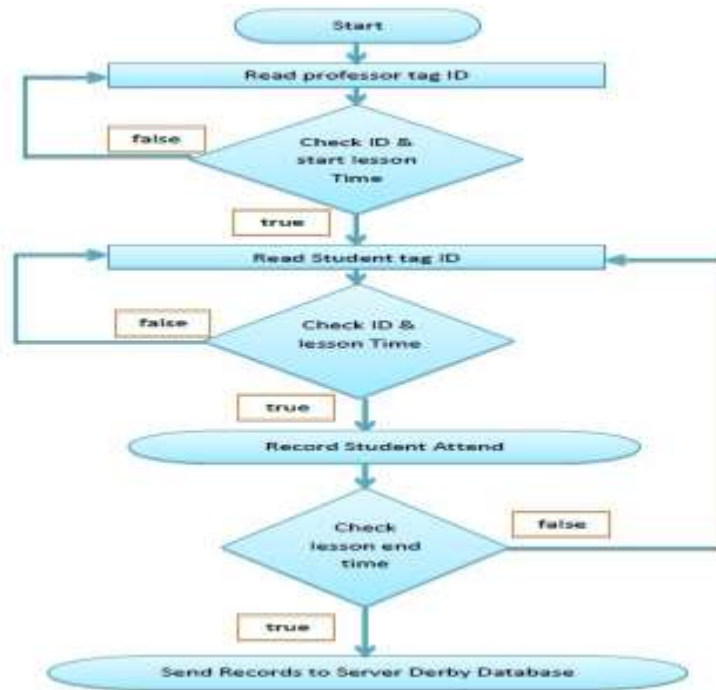 Start
Read professor tag ID
false
Check ID &
start lesson
Time
true
Read Student tag ID
false
Check ID &
lesson Time
true
Record Student Attend
Check
lesson end
time
false
true
Send Records to Server Derby Database